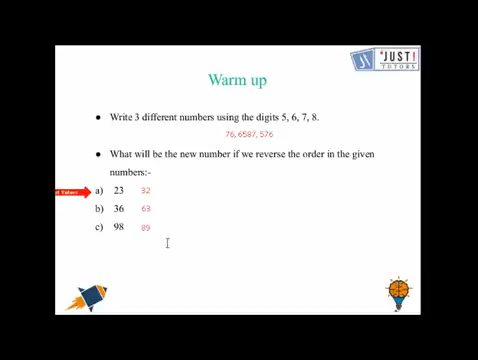 JUST!
TUTORS
Warm up
● Write 3 different numbers using the digits 5, 6, 7, 8.
76, 6587, 576
● What will be the new number if we reverse the order in the given
numbers:-
a) 23 32
b) 36 63
c) 98 89